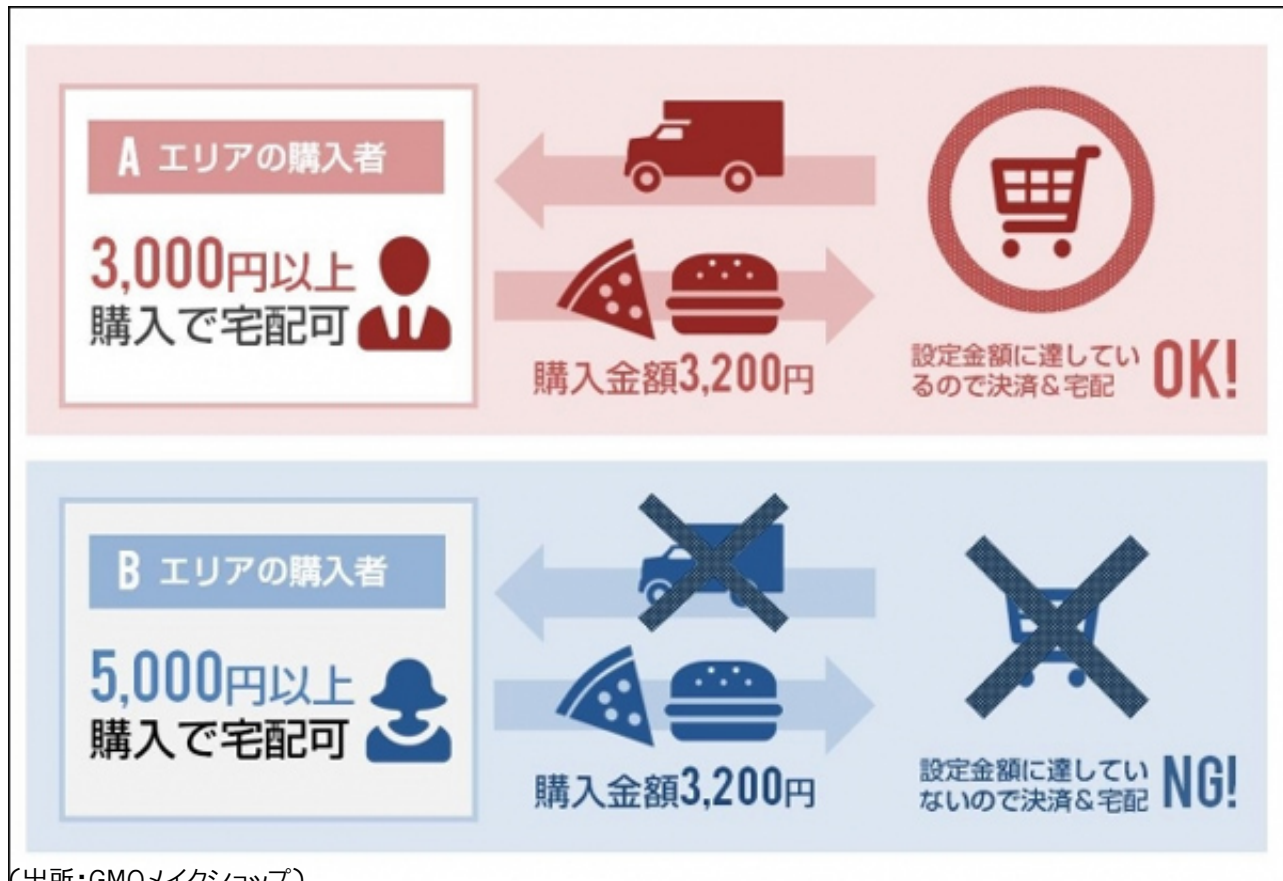 A エリアの購入者
3,000円以上
購入で宅配可
購入金額3,200円
設定金額に達してい
るので決済&宅配 OK!
B エリアの購入者
5,000円以上
購入で宅配可
購入金額3,200円
設定金額に達してい
ないので決済&宅配 NG!
(出所:GMOメイクショップ)